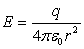 E = q / 4πε₀r²